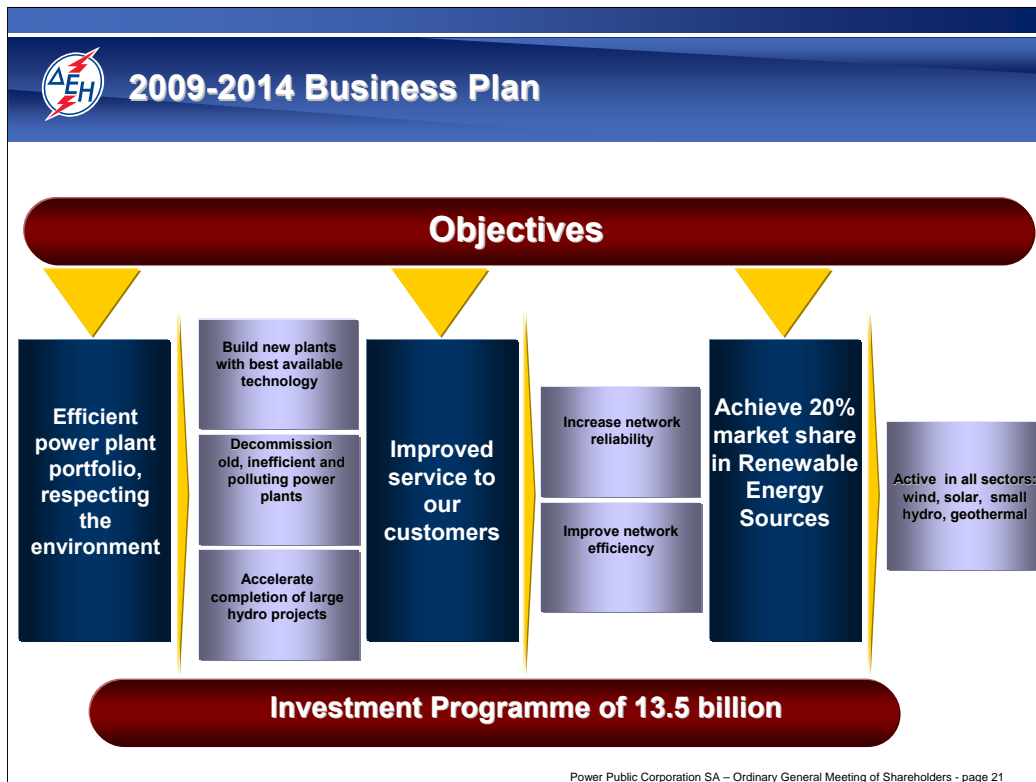 ΔEH
2009-2014 Business Plan
Objectives
Efficient
power plant
portfolio,
respecting
the
environment
Build new plants
with best available
technology
Decommission
old, inefficient and
polluting power
plants
Accelerate
completion of large
hydro projects
Improved
service to
our
customers
Increase network
reliability
Improve network
efficiency
Achieve 20%
market share
in Renewable
Energy
Sources
Active in all sectors:
wind, solar, small
hydro, geothermal
Investment Programme of 13.5 billion
Power Public Corporation SA – Ordinary General Meeting of Shareholders - page 21